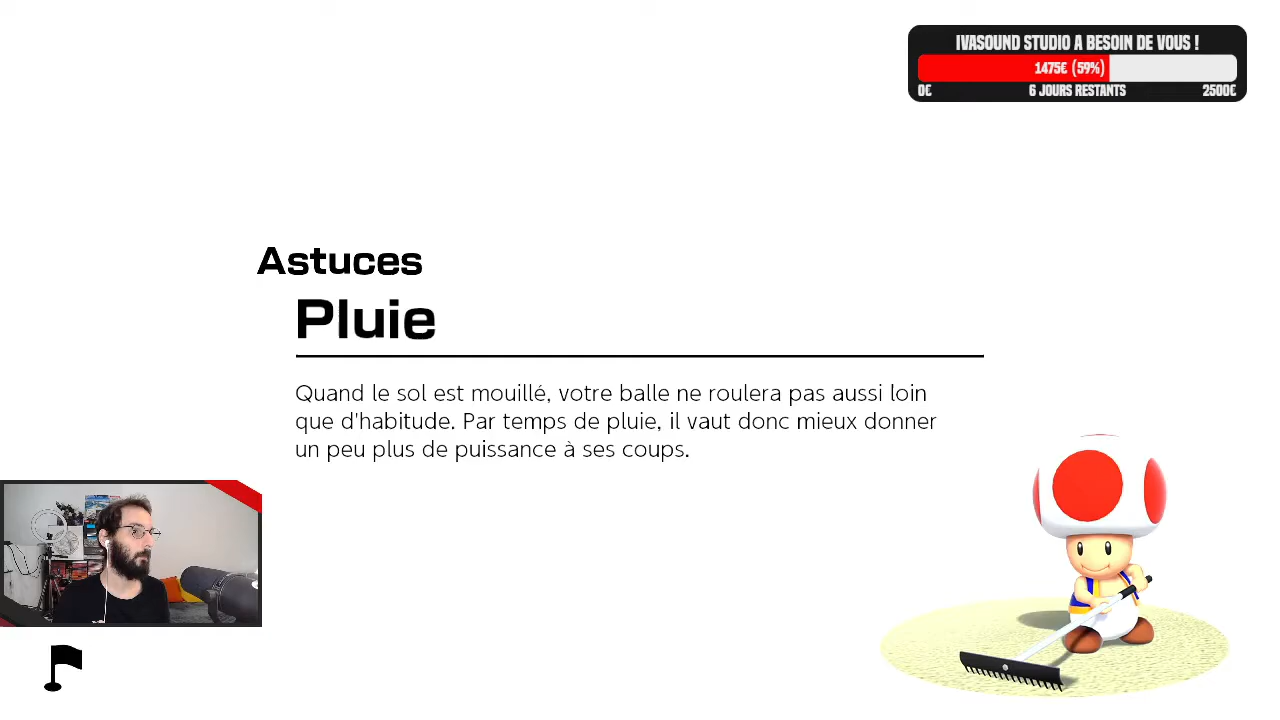 IVASOUND STUDIO A BESOIN DE VOUS !
1475€ (59%)
0€ 6 JOURS RESTANTS 2500€
Astuces
Pluie
Quand le sol est mouillé, votre balle ne roulera pas aussi loin
que d'habitude. Par temps de pluie, il vaut donc mieux donner
un peu plus de puissance à ses coups.